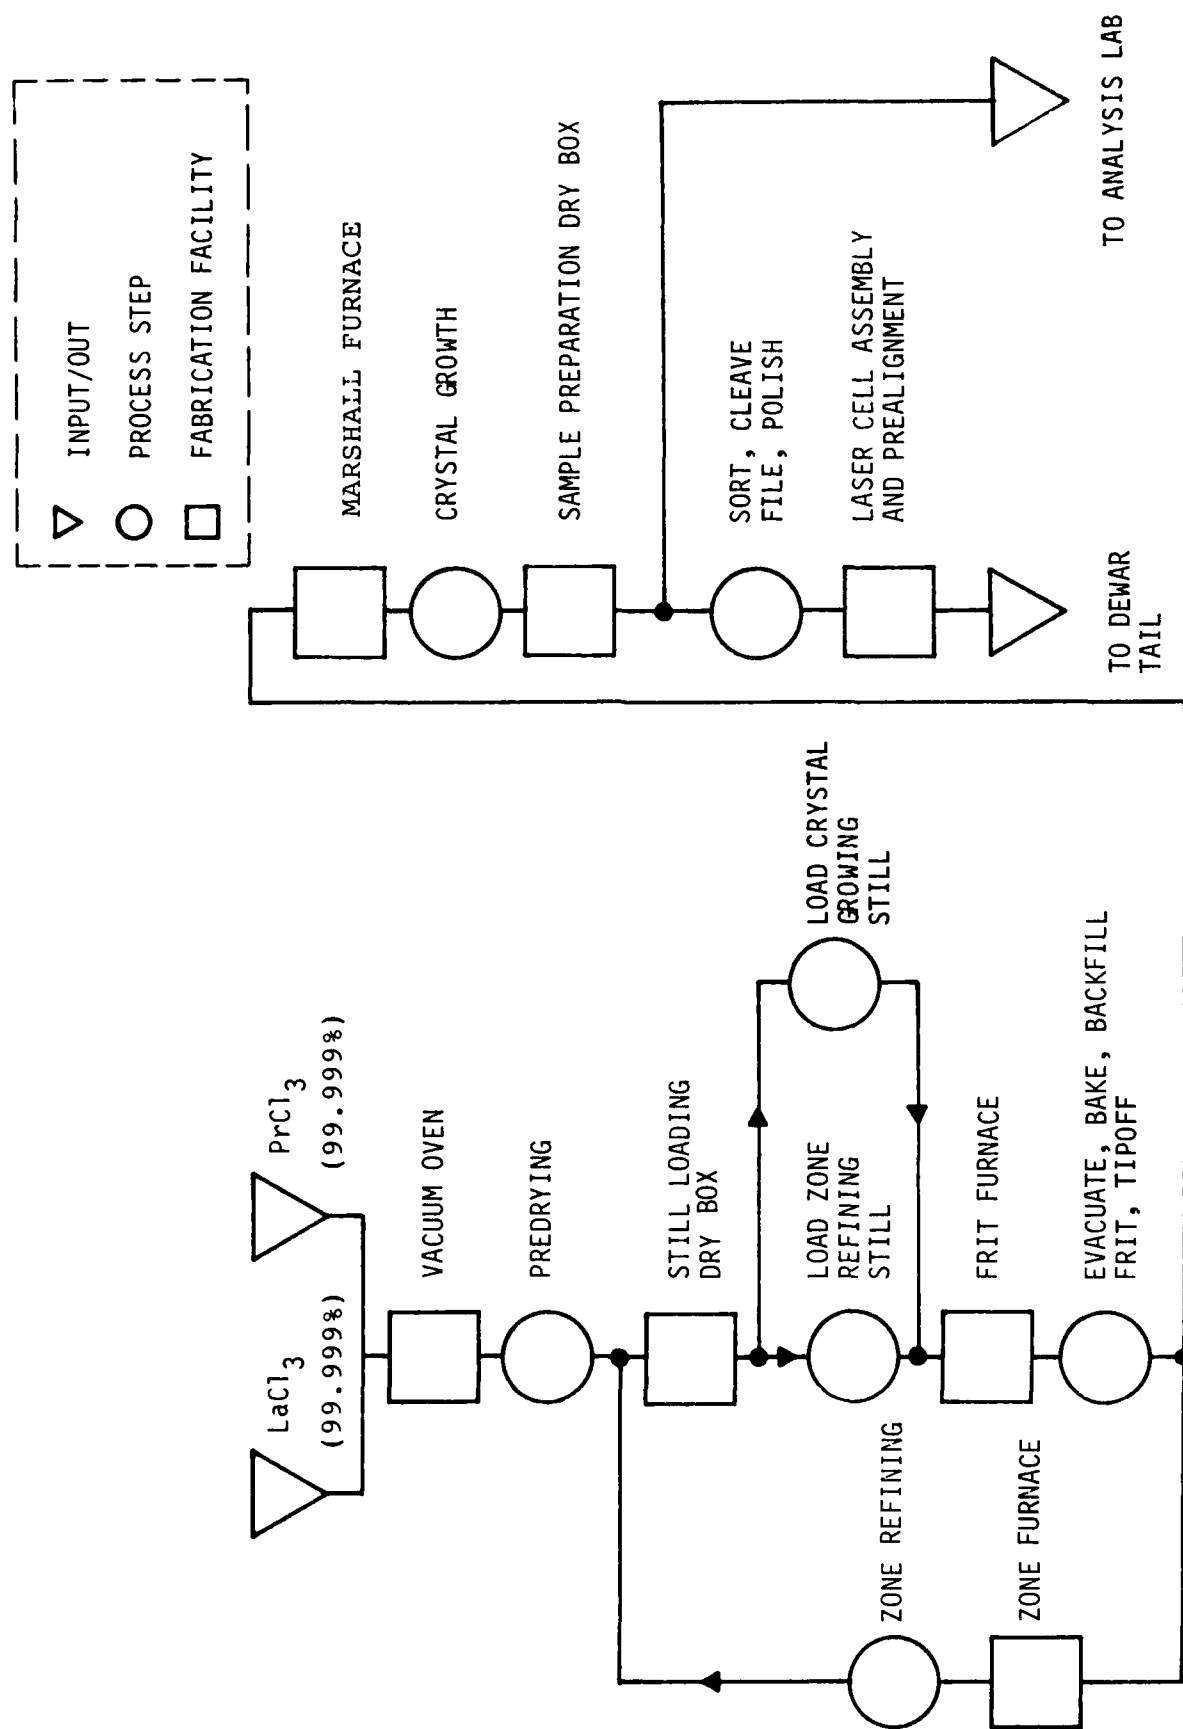 INPUT/OUT
PROCESS STEP
FABRICATION FACILITY
LaCl3
(99.999%)
PrCl3
(99.999%)
VACUUM OVEN
PREDRYING
STILL LOADING
DRY BOX
LOAD ZONE
REFINING
STILL
LOAD CRYSTAL
GROWING
STILL
FRIT FURNACE
EVACUATE, BAKE, BACKFILL
FRIT, TIPOFF
ZONE REFINING
ZONE FURNACE
MARSHALL FURNACE
CRYSTAL GROWTH
SAMPLE PREPARATION DRY BOX
SORT, CLEAVE
FILE, POLISH
LASER CELL ASSEMBLY
AND PREALIGNMENT
TO DEWAR
TAIL
TO ANALYSIS LAB